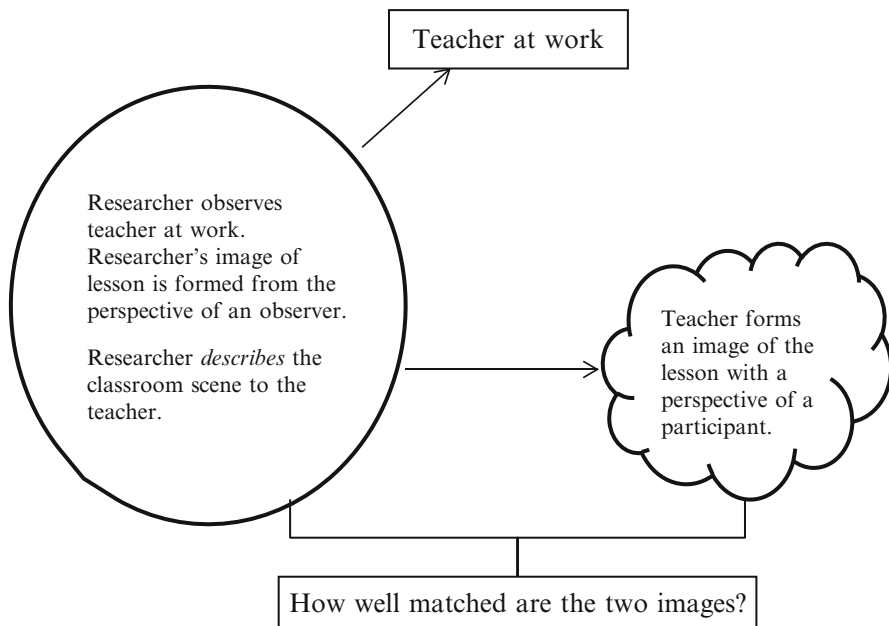 Teacher at work
Researcher observes
teacher at work.
Researcher’s image of
lesson is formed from the
perspective of an observer.
Researcher describes the
classroom scene to the
teacher.
Teacher forms
an image of the
lesson with a
perspective of a
participant.
How well matched are the two images?